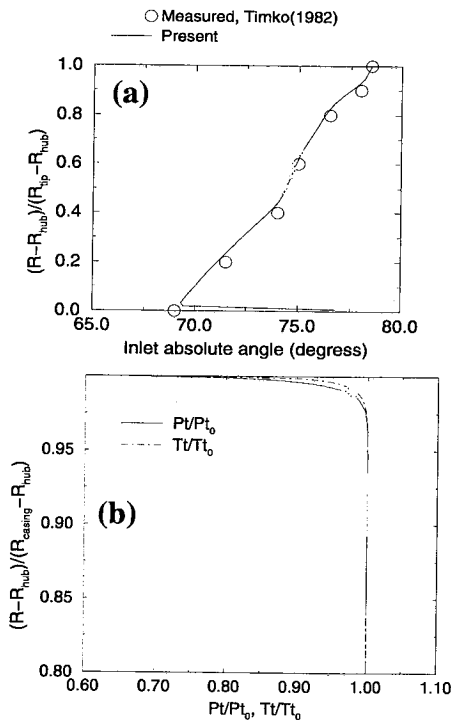 Measured, Timko(1982)
Present
(a)
1.0
0.8
0.6
0.4
0.2
0.0
(R−R_hub)/(R_tip−R_hub)
65.0 70.0 75.0 80.0
Inlet absolute angle (degress)
Pt/Pt₀
Tt/Tt₀
(b)
0.95
0.90
0.85
0.80
(R−R_hub)/(R_casing−R_hub)
0.60 0.70 0.80 0.90 1.00 1.10
Pt/Pt₀, Tt/Tt₀